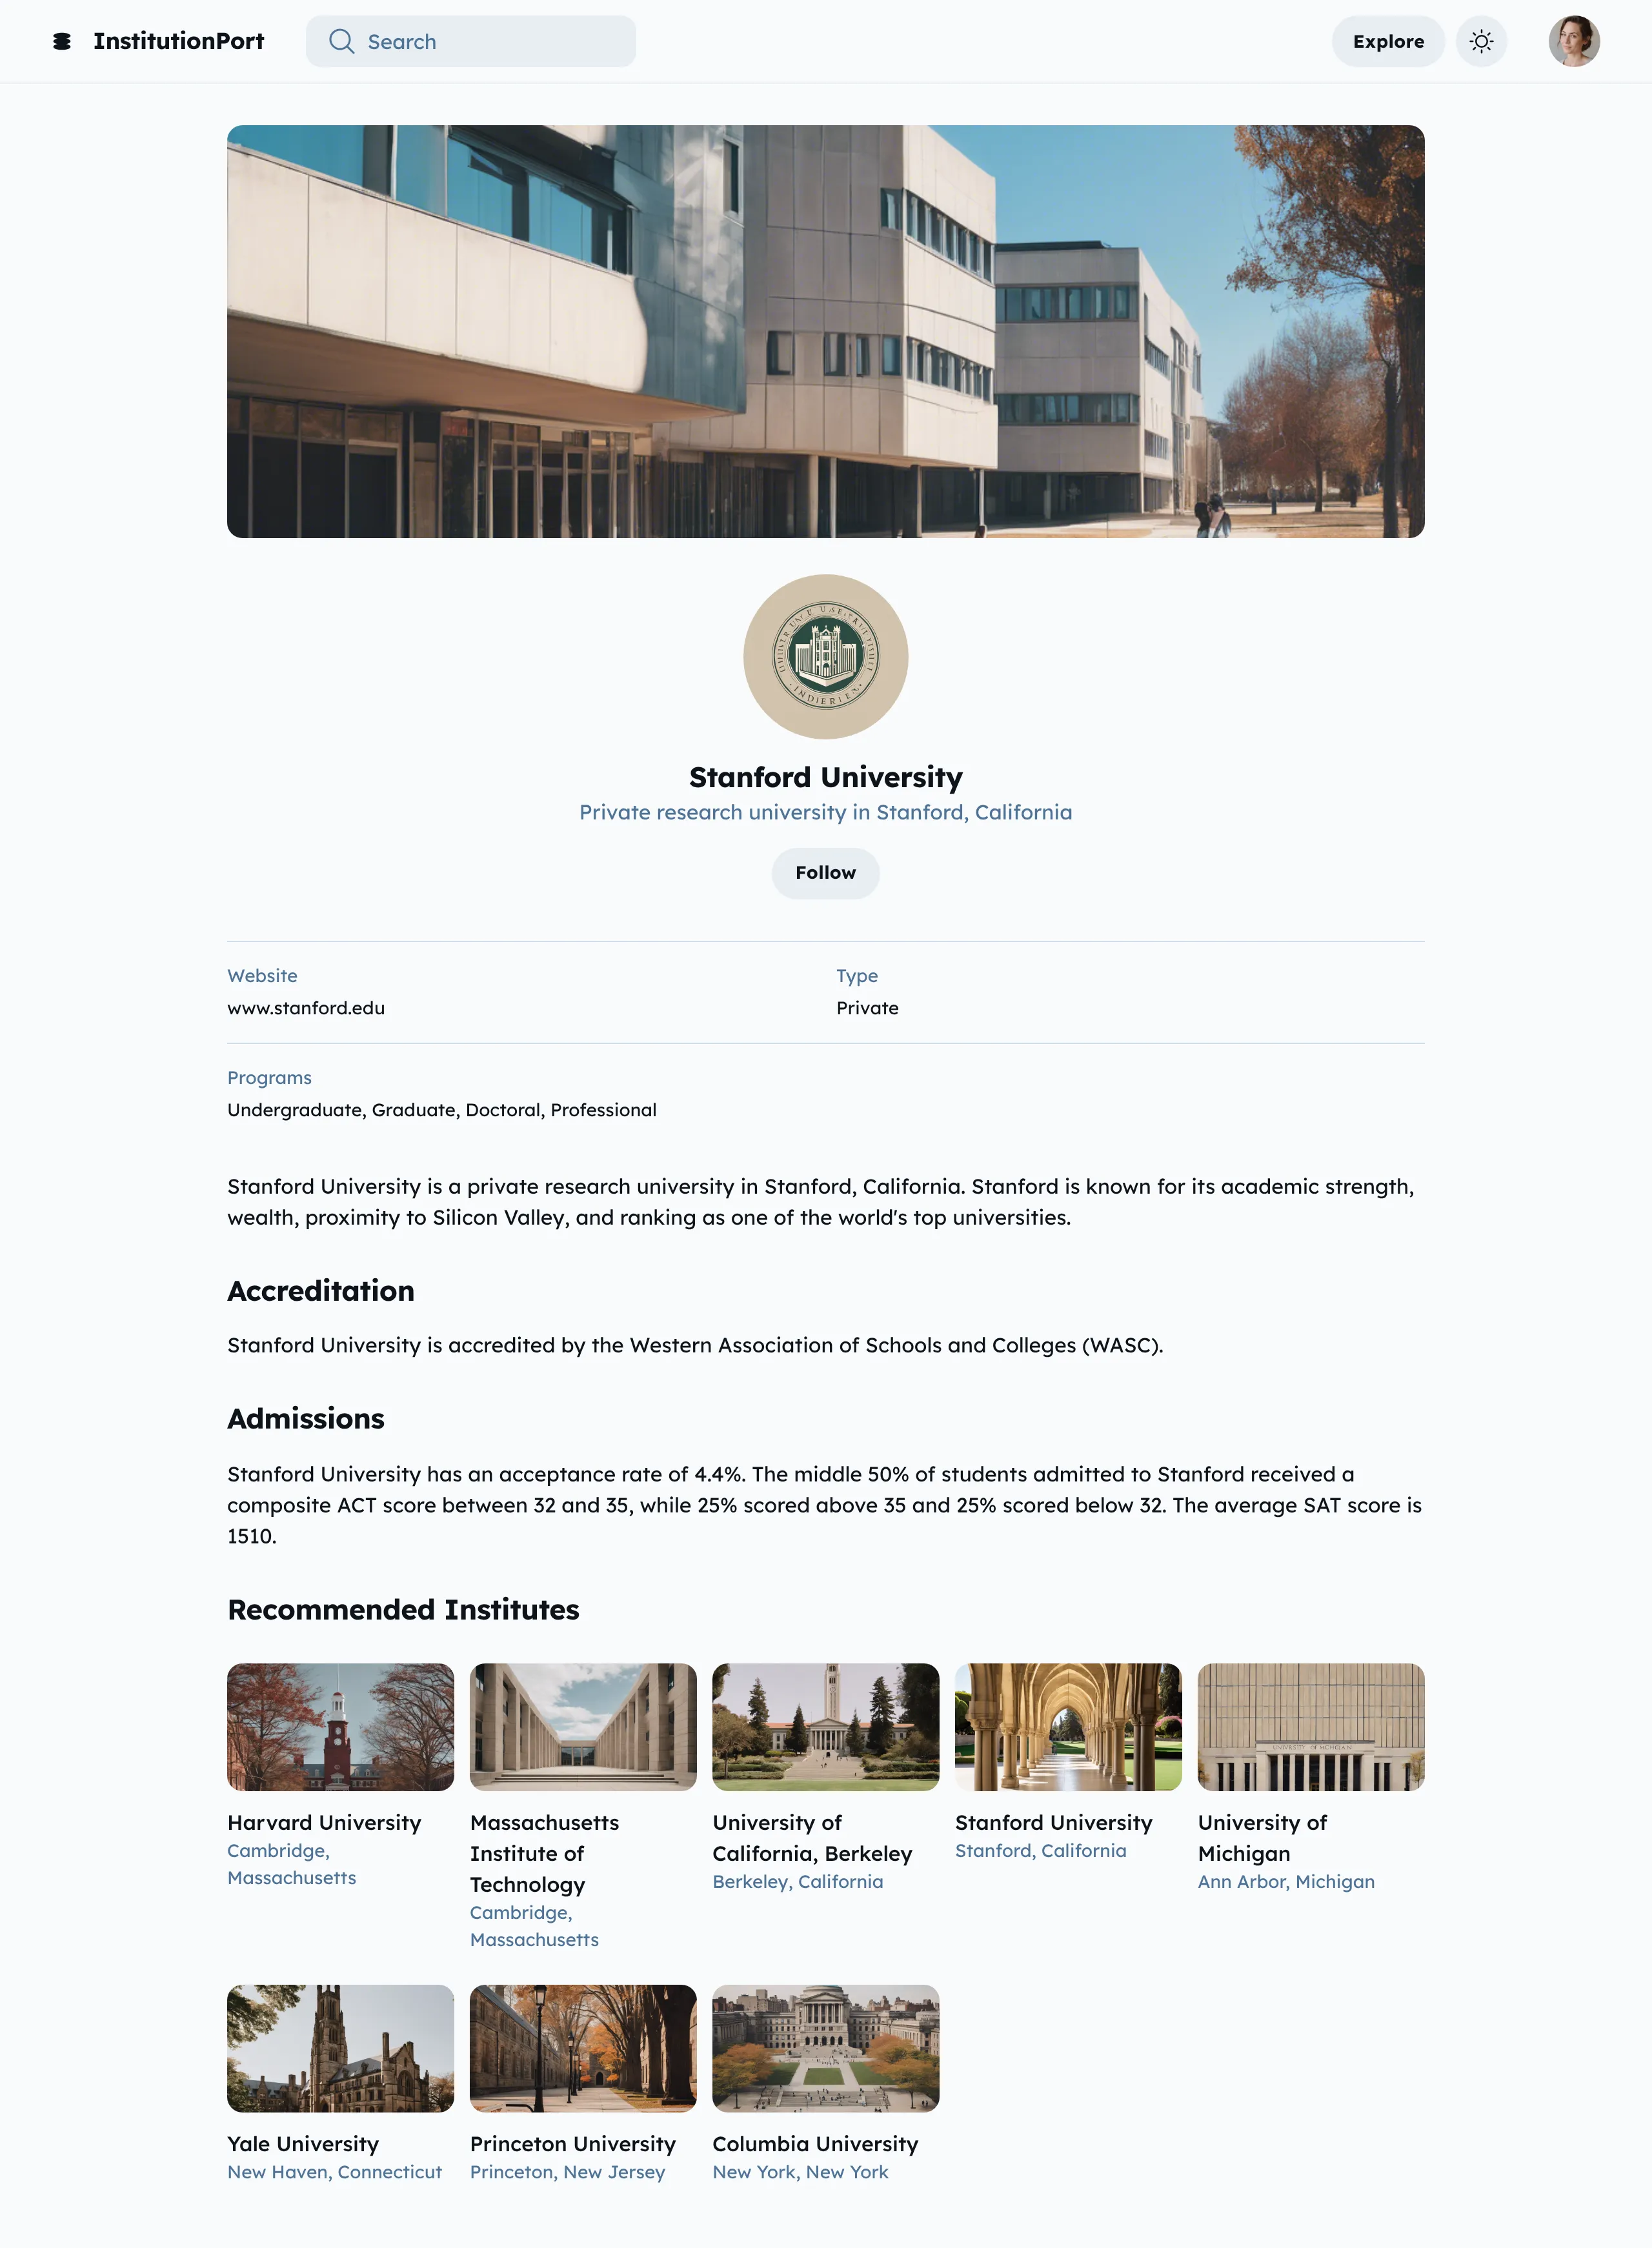 InstitutionPort
Search
Explore
Stanford University
Private research university in Stanford, California
Follow
Website
Type
www.stanford.edu
Private
Programs
Undergraduate, Graduate, Doctoral, Professional
Stanford University is a private research university in Stanford, California. Stanford is known for its academic strength,
wealth, proximity to Silicon Valley, and ranking as one of the world's top universities.
Accreditation
Stanford University is accredited by the Western Association of Schools and Colleges (WASC).
Admissions
Stanford University has an acceptance rate of 4.4%. The middle 50% of students admitted to Stanford received a
composite ACT score between 32 and 35, while 25% scored above 35 and 25% scored below 32. The average SAT score is
1510.
Recommended Institutes
Harvard University
Cambridge,
Massachusetts
Massachusetts
Institute of
Technology
Cambridge,
Massachusetts
University of
California, Berkeley
Berkeley, California
Stanford University
Stanford, California
University of
Michigan
Ann Arbor, Michigan
Yale University
New Haven, Connecticut
Princeton University
Princeton, New Jersey
Columbia University
New York, New York